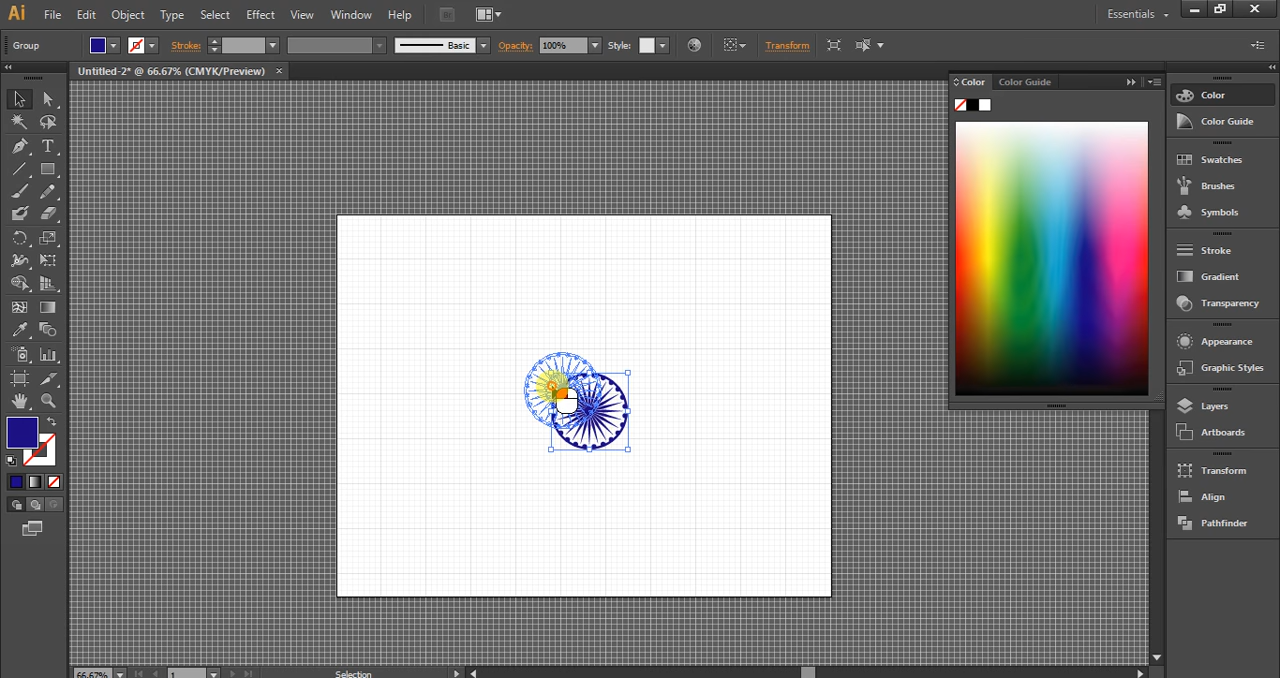 Ai File Edit Object Type Select Effect View Window Help Essentials
Group Stroke: Basic Opacity: 100% Style: Transform
Untitled-2* @ 66.67% (CMYK/Preview) ×
Color Color Guide
Color
Color Guide
Swatches
Brushes
Symbols
Stroke
Gradient
Transparency
Appearance
Graphic Styles
Layers
Artboards
Transform
Align
Pathfinder
66.67% 1 Selection